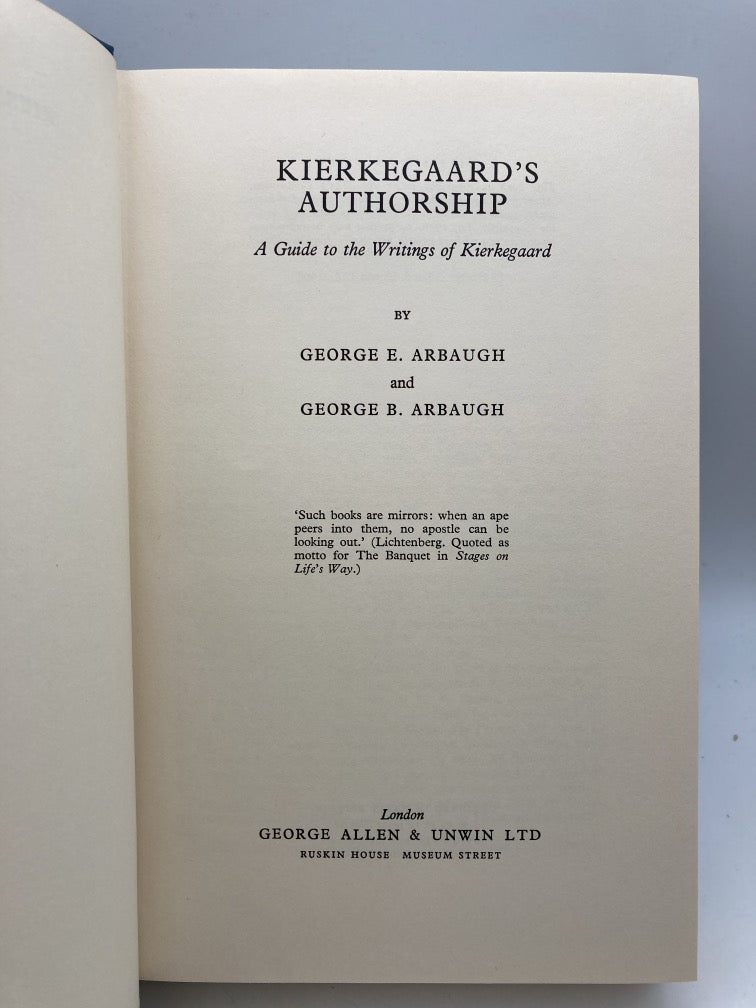 KIERKEGAARD'S
AUTHORSHIP
A Guide to the Writings of Kierkegaard
BY
GEORGE E. ARBAUGH
and
GEORGE B. ARBAUGH
‘Such books are mirrors: when an ape
peers into them, no apostle can be
looking out.’ (Lichtenberg. Quoted as
motto for The Banquet in Stages on
Life's Way.)
London
GEORGE ALLEN & UNWIN LTD
RUSKIN HOUSE MUSEUM STREET